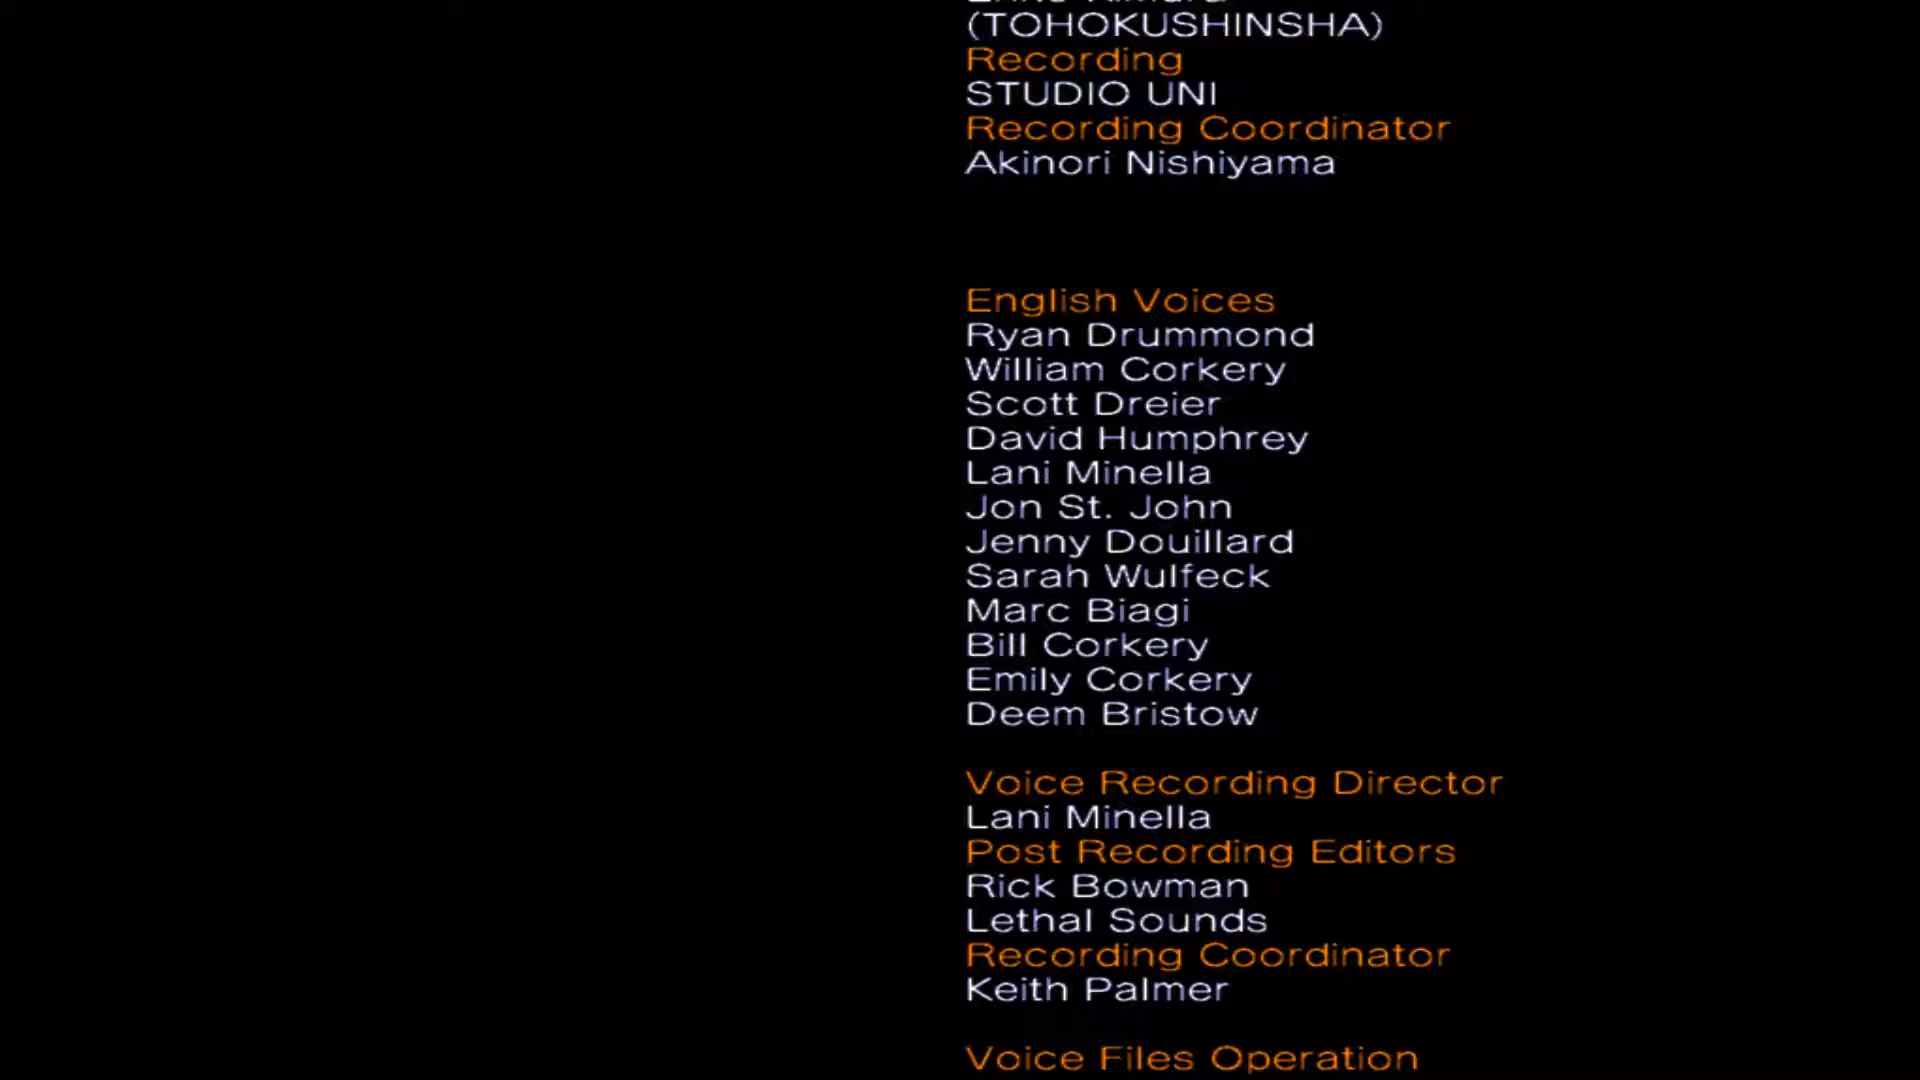 (TOHOKUSHINSHA)
Recording
STUDIO UNI
Recording Coordinator
Akinori Nishiyama
English Voices
Ryan Drummond
William Corkery
Scott Dreier
David Humphrey
Lani Minella
Jon St. John
Jenny Douillard
Sarah Wulfeck
Marc Biagi
Bill Corkery
Emily Corkery
Deem Bristow
Voice Recording Director
Lani Minella
Post Recording Editors
Rick Bowman
Lethal Sounds
Recording Coordinator
Keith Palmer
Voice Files Operation